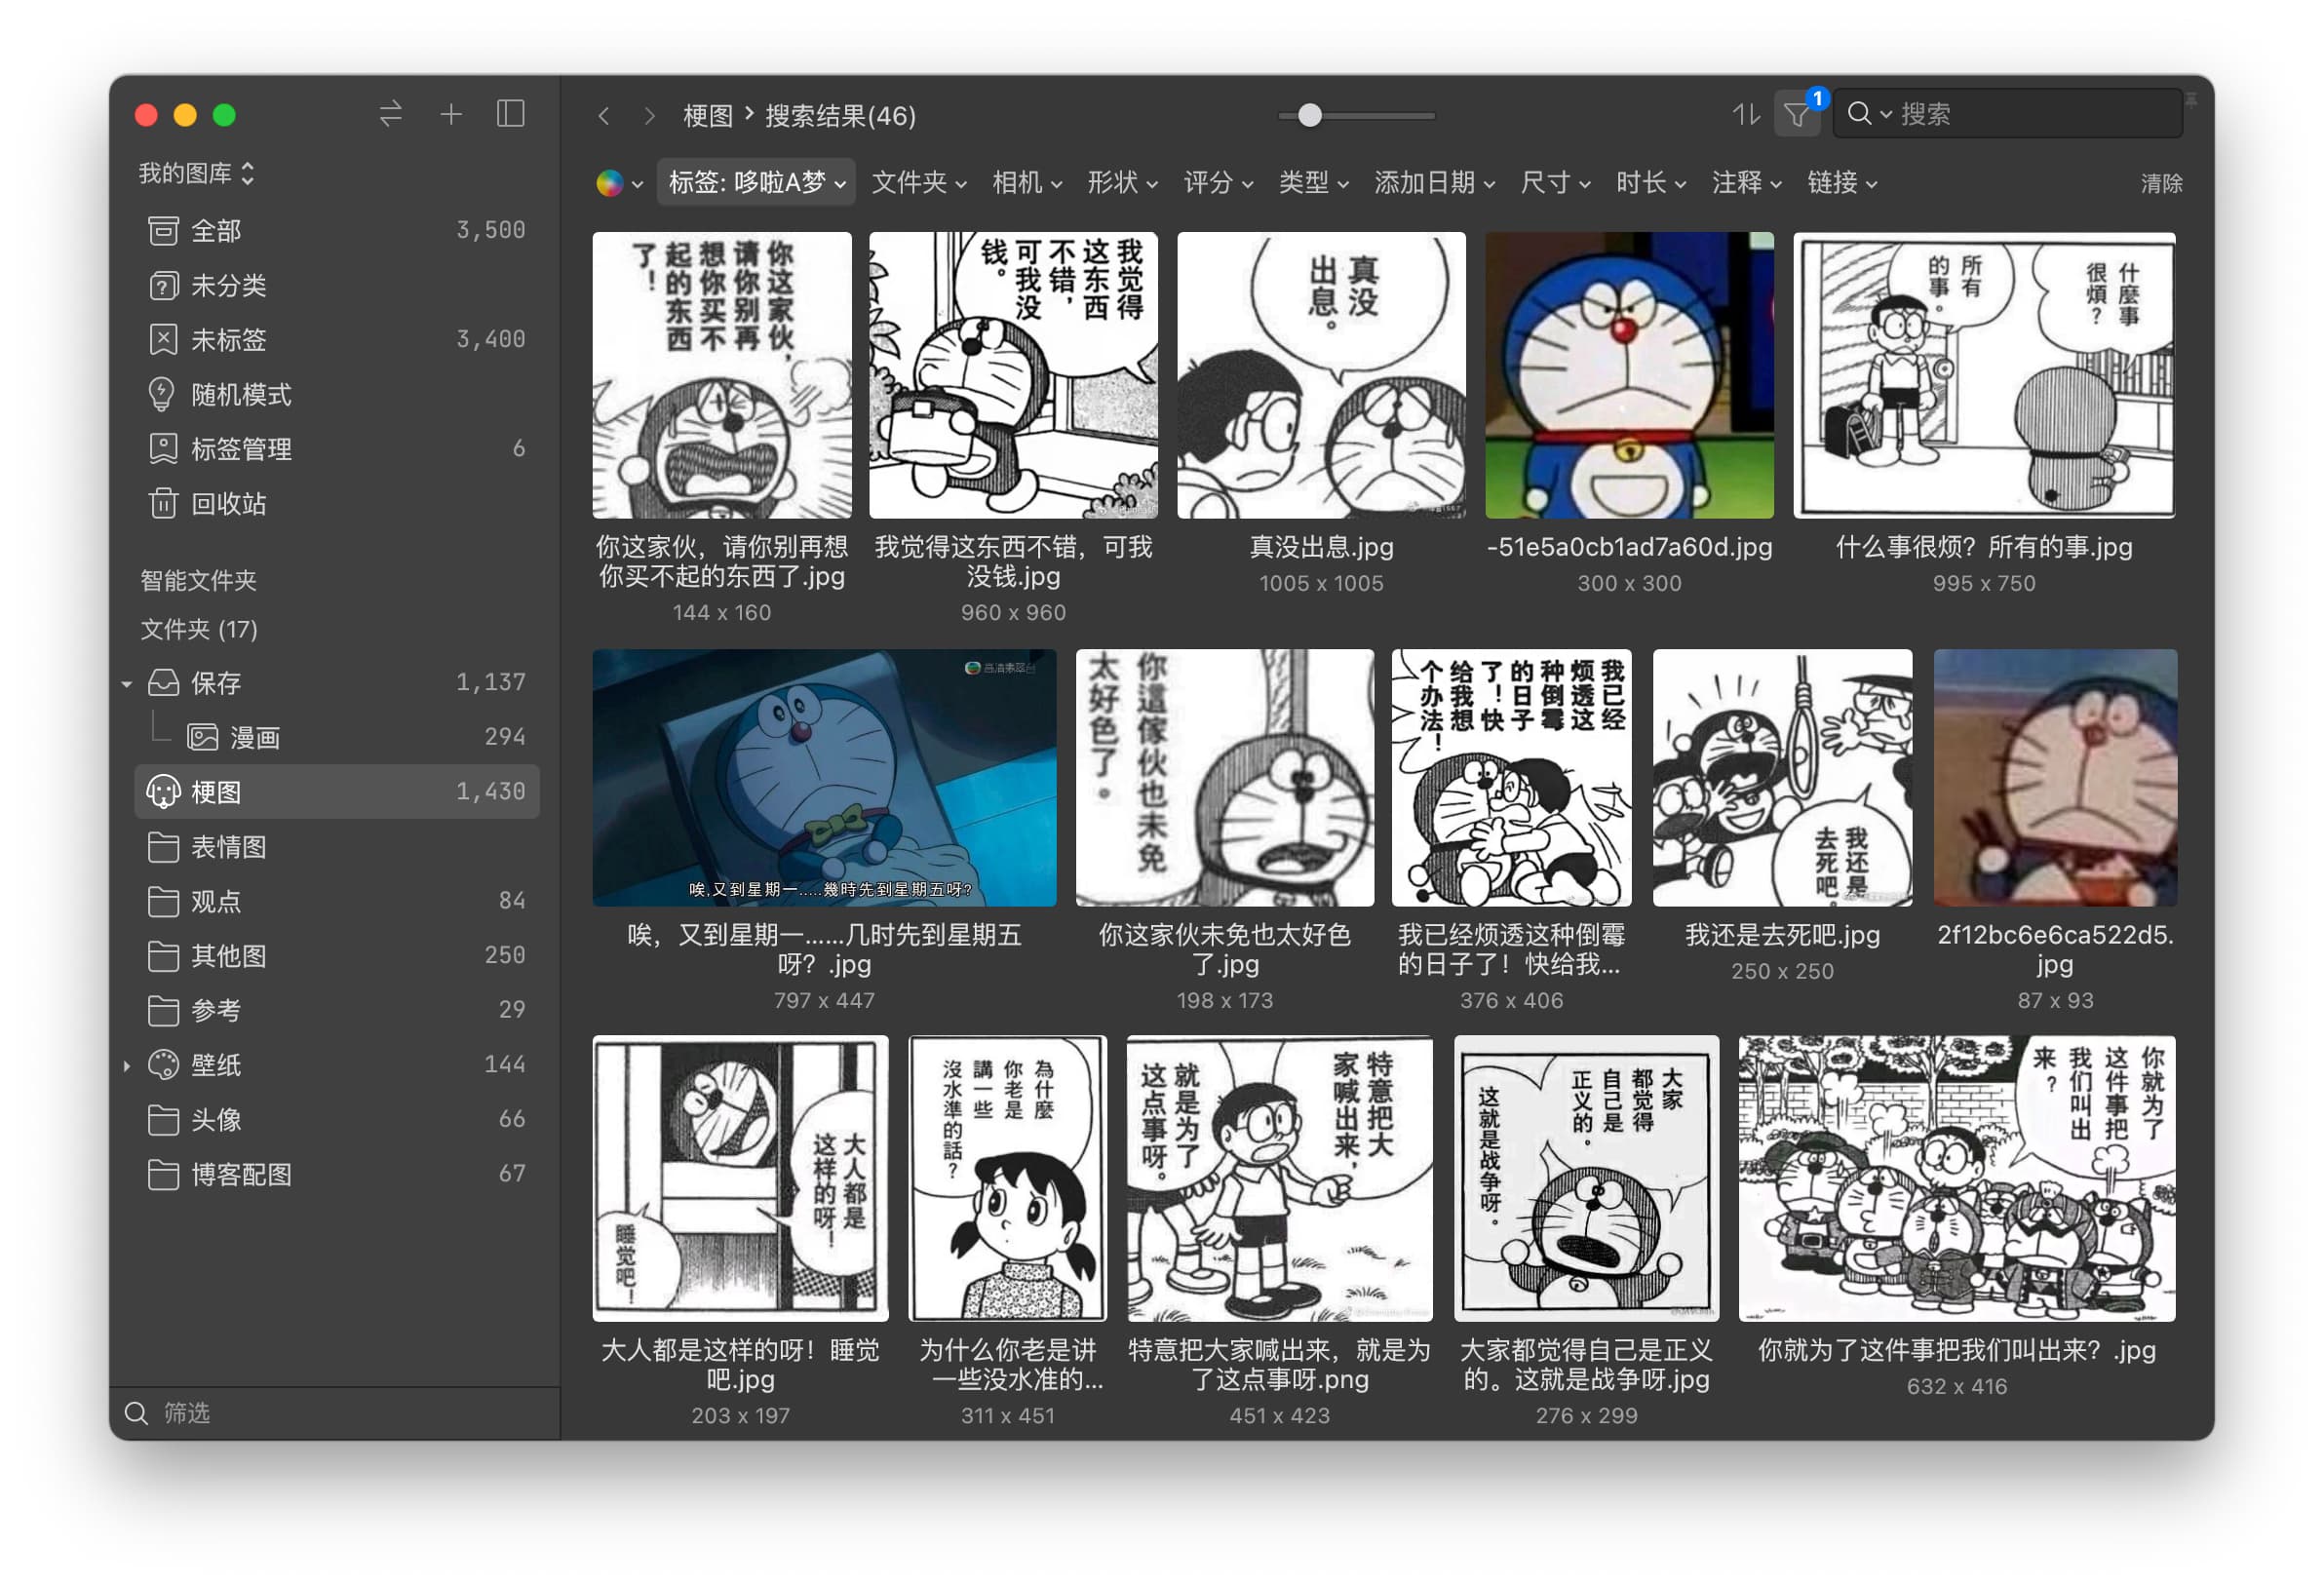 我的图库
全部 3,500
未分类
未标签 3,400
随机模式
标签管理 6
回收站
智能文件夹
文件夹 (17)
保存 1,137
漫画 294
梗图 1,430
表情图
观点 84
其他图 250
参考 29
壁纸 144
头像 66
博客配图 67
筛选
梗图 搜索结果(46)
1
搜索
标签: 哆啦A梦 文件夹 相机 形状 评分 类型 添加日期 尺寸 时长 注释 链接 清除
你这家伙，
请你别再
想你买不
起的东西
了！
你这家伙，请你别再想
你买不起的东西了.jpg
144 x 160
我觉得
这东西
不错，
可我没
钱。
我觉得这东西不错，可我
没钱.jpg
960 x 960
真没
出息。
真没出息.jpg
1005 x 1005
-51e5a0cb1ad7a60d.jpg
300 x 300
什麼事
很煩？
所有
的事。
什么事很烦？所有的事.jpg
995 x 750
高清翡翠台
唉,又到星期一.....幾時先到星期五呀?
唉，又到星期一......几时先到星期五
呀？.jpg
797 x 447
你這傢伙也未免
太好色了。
你这家伙未免也太好色
了.jpg
198 x 173
我已经
烦透这
种倒霉
的日子
了！快
给我想
个办法！
我已经烦透这种倒霉
的日子了！快给我...
376 x 406
我还是
去死吧。
我还是去死吧.jpg
250 x 250
2f12bc6e6ca522d5.
jpg
87 x 93
大人都是
这样的呀！
睡觉吧！
大人都是这样的呀！睡觉
吧.jpg
203 x 197
為什麼
你老是
講一些
沒水準的話？
为什么你老是讲
一些没水准的...
311 x 451
特意把大
家喊出来，
就是为了
这点事呀。
特意把大家喊出来，就是为
了这点事呀.png
451 x 423
大家
都觉得
自己是
正义的。
这就是战争呀。
大家都觉得自己是正义
的。这就是战争呀.jpg
276 x 299
你就为了
这件事把
我们叫出
来？
你就为了这件事把我们叫出来？.jpg
632 x 416